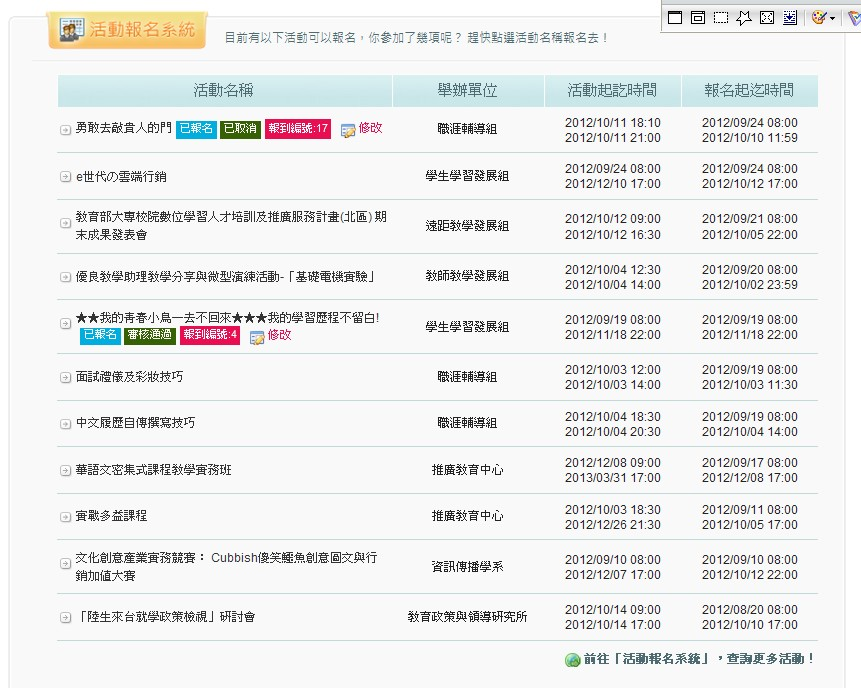 活動報名系統
目前有以下活動可以報名，你參加了幾項呢？ 趕快點選活動名稱報名去！
活動名稱 舉辦單位 活動起訖時間 報名起迄時間
勇敢去敲貴人的門 已報名 已取消 報到編號:17 修改 職涯輔導組 2012/10/11 18:10 2012/09/24 08:00
2012/10/11 21:00 2012/10/10 11:59
e世代の雲端行銷 學生學習發展組 2012/09/24 08:00 2012/09/24 08:00
2012/12/10 17:00 2012/10/12 17:00
教育部大專校院數位學習人才培訓及推廣服務計畫(北區) 期 遠距教學發展組 2012/10/12 09:00 2012/09/21 08:00
末成果發表會 2012/10/12 16:30 2012/10/05 22:00
優良教學助理教學分享與微型演練活動-「基礎電機實驗」 教師教學發展組 2012/10/04 12:30 2012/09/20 08:00
2012/10/04 14:00 2012/10/02 23:59
★★我的青春小鳥一去不回來★★★我的學習歷程不留白! 學生學習發展組 2012/09/19 08:00 2012/09/19 08:00
已報名 審核通過 報到編號:4 修改 2012/11/18 22:00 2012/11/18 22:00
面試禮儀及彩妝技巧 職涯輔導組 2012/10/03 12:00 2012/09/19 08:00
2012/10/03 14:00 2012/10/03 11:30
中文履歷自傳撰寫技巧 職涯輔導組 2012/10/04 18:30 2012/09/19 08:00
2012/10/04 20:30 2012/10/04 14:00
華語文密集式課程教學實務班 推廣教育中心 2012/12/08 09:00 2012/09/17 08:00
2013/03/31 17:00 2012/12/08 17:00
實戰多益課程 推廣教育中心 2012/10/03 18:30 2012/09/11 08:00
2012/12/26 21:30 2012/10/05 17:00
文化創意產業實務競賽： Cubbish傻笑鱷魚創意圖文與行 資訊傳播學系 2012/09/10 08:00 2012/09/10 08:00
銷加值大賽 2012/12/07 17:00 2012/10/12 22:00
「陸生來台就學政策檢視」研討會 教育政策與領導研究所 2012/10/14 09:00 2012/08/20 08:00
2012/10/14 17:00 2012/10/10 17:00
前往「活動報名系統」，查詢更多活動！